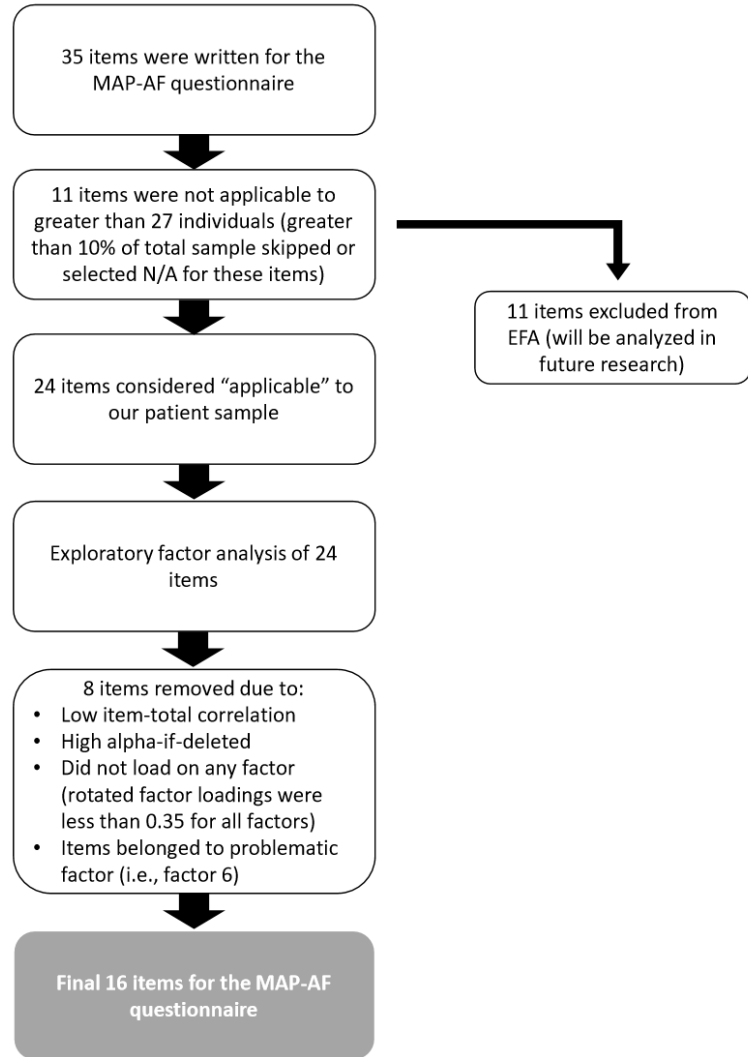 35 items were written for the
MAP-AF questionnaire
11 items were not applicable to
greater than 27 individuals (greater
than 10% of total sample skipped or
selected N/A for these items)
11 items excluded from
EFA (will be analyzed in
future research)
24 items considered “applicable” to
our patient sample
Exploratory factor analysis of 24
items
8 items removed due to:
• Low item-total correlation
• High alpha-if-deleted
• Did not load on any factor
(rotated factor loadings were
less than 0.35 for all factors)
• Items belonged to problematic
factor (i.e., factor 6)
Final 16 items for the MAP-AF
questionnaire